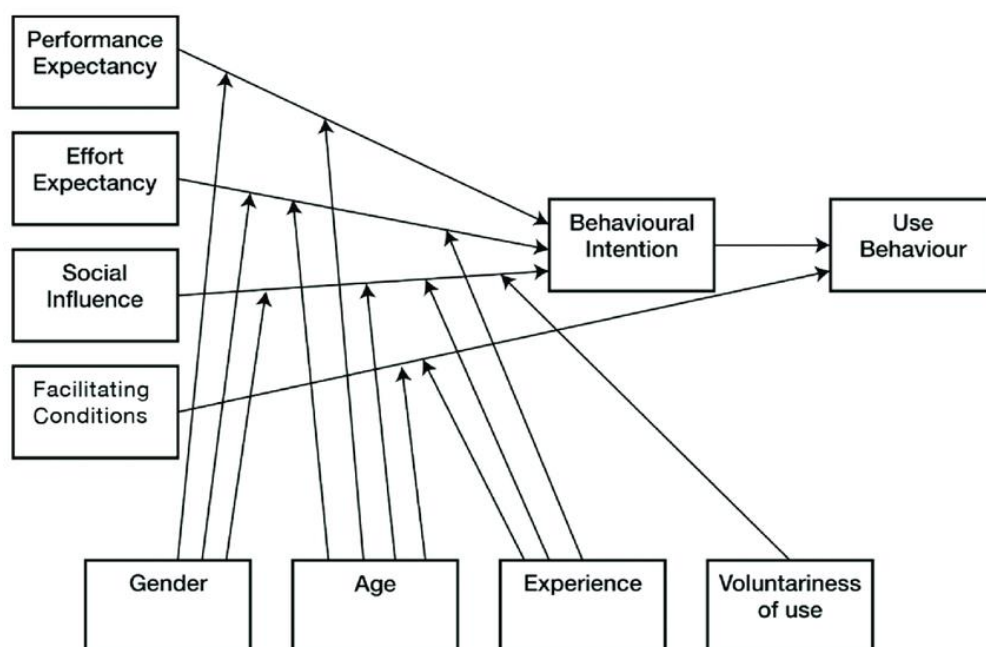 Performance
Expectancy
Effort
Expectancy
Social
Influence
Facilitating
Conditions
Behavioural
Intention
Use
Behaviour
Gender
Age
Experience
Voluntariness
of use